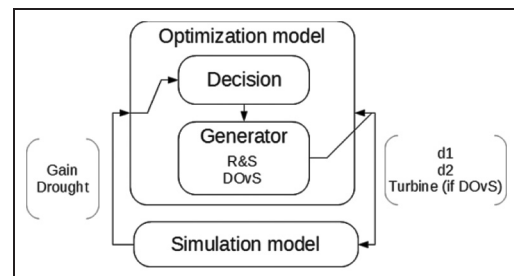 Optimization model
Decision
Generator
R&S
DOvS
Gain
Drought
d1
d2
Turbine (if DOvS)
Simulation model